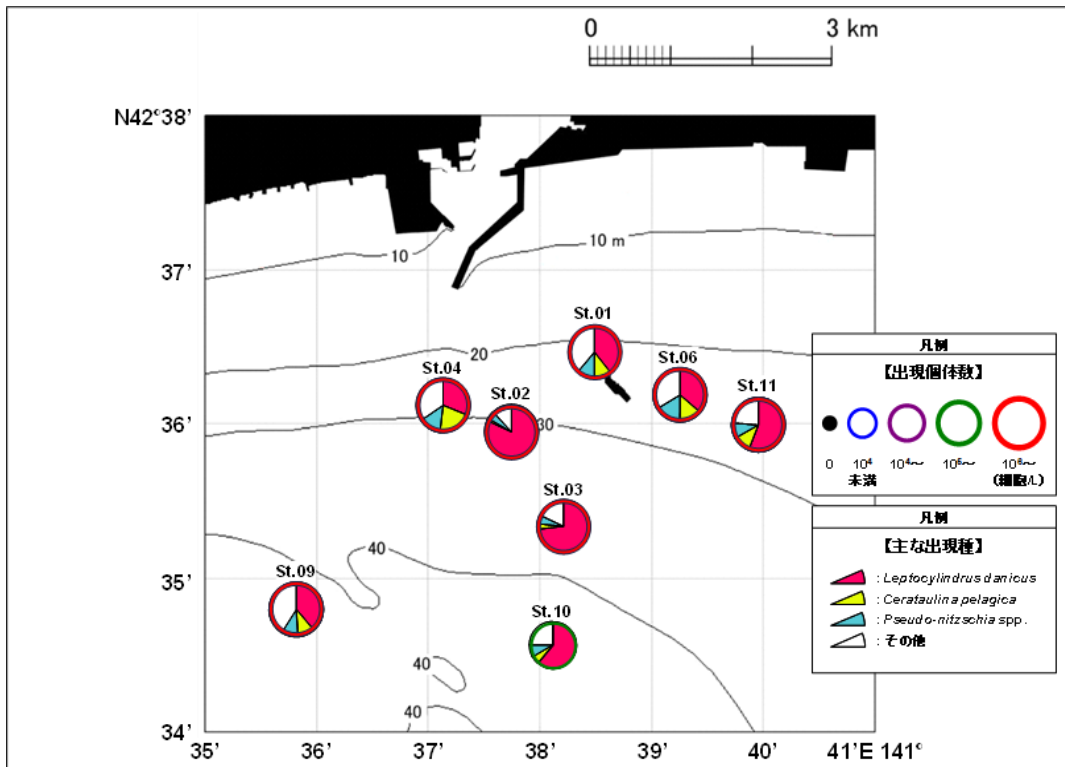 0 3 km
N42°38’
10
10 m
37’
St.01
20
St.06
St.04
St.02
St.11
36’
30
St.03
40
35’
St.09
St.10
40
40
34’
35’ 36’ 37’ 38’ 39’ 40’ 41’E 141°
凡例
【出現個体数】
0 10⁴ 10⁴～ 10⁵～ 10⁶～
未満 (細胞/L)
凡例
【主な出現種】
: Leptocylindrus danicus
: Cerataulina pelagica
: Pseudo-nitzschia spp.
: その他